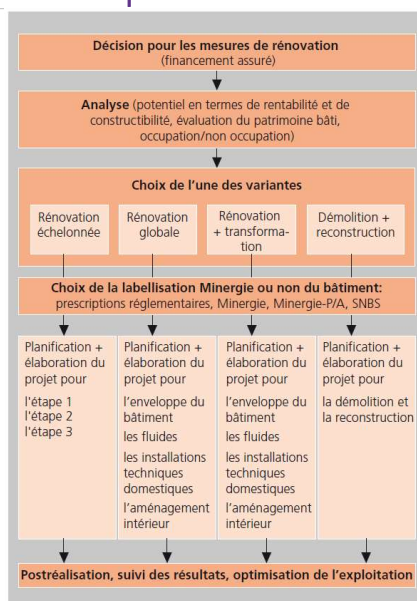 Décision pour les mesures de rénovation
(financement assuré)
Analyse (potentiel en termes de rentabilité et de
constructibilité, évaluation du patrimoine bâti,
occupation/non occupation)
Choix de l'une des variantes
Rénovation
échelonnée
Rénovation
globale
Rénovation
+ transforma-
tion
Démolition +
reconstruction
Choix de la labellisation Minergie ou non du bâtiment:
prescriptions réglementaires, Minergie, Minergie-P/A, SNBS
Planification +
élaboration du
projet pour
l'étape 1
l'étape 2
l'étape 3
Planification +
élaboration du
projet pour
l'enveloppe du
bâtiment
les fluides
les installations
techniques
domestiques
l'aménagement
intérieur
Planification +
élaboration du
projet pour
l'enveloppe du
bâtiment
les fluides
les installations
techniques
domestiques
l'aménagement
intérieur
Planification +
élaboration du
projet pour
la démolition et
la reconstruction
Postréalisation, suivi des résultats, optimisation de l'exploitation